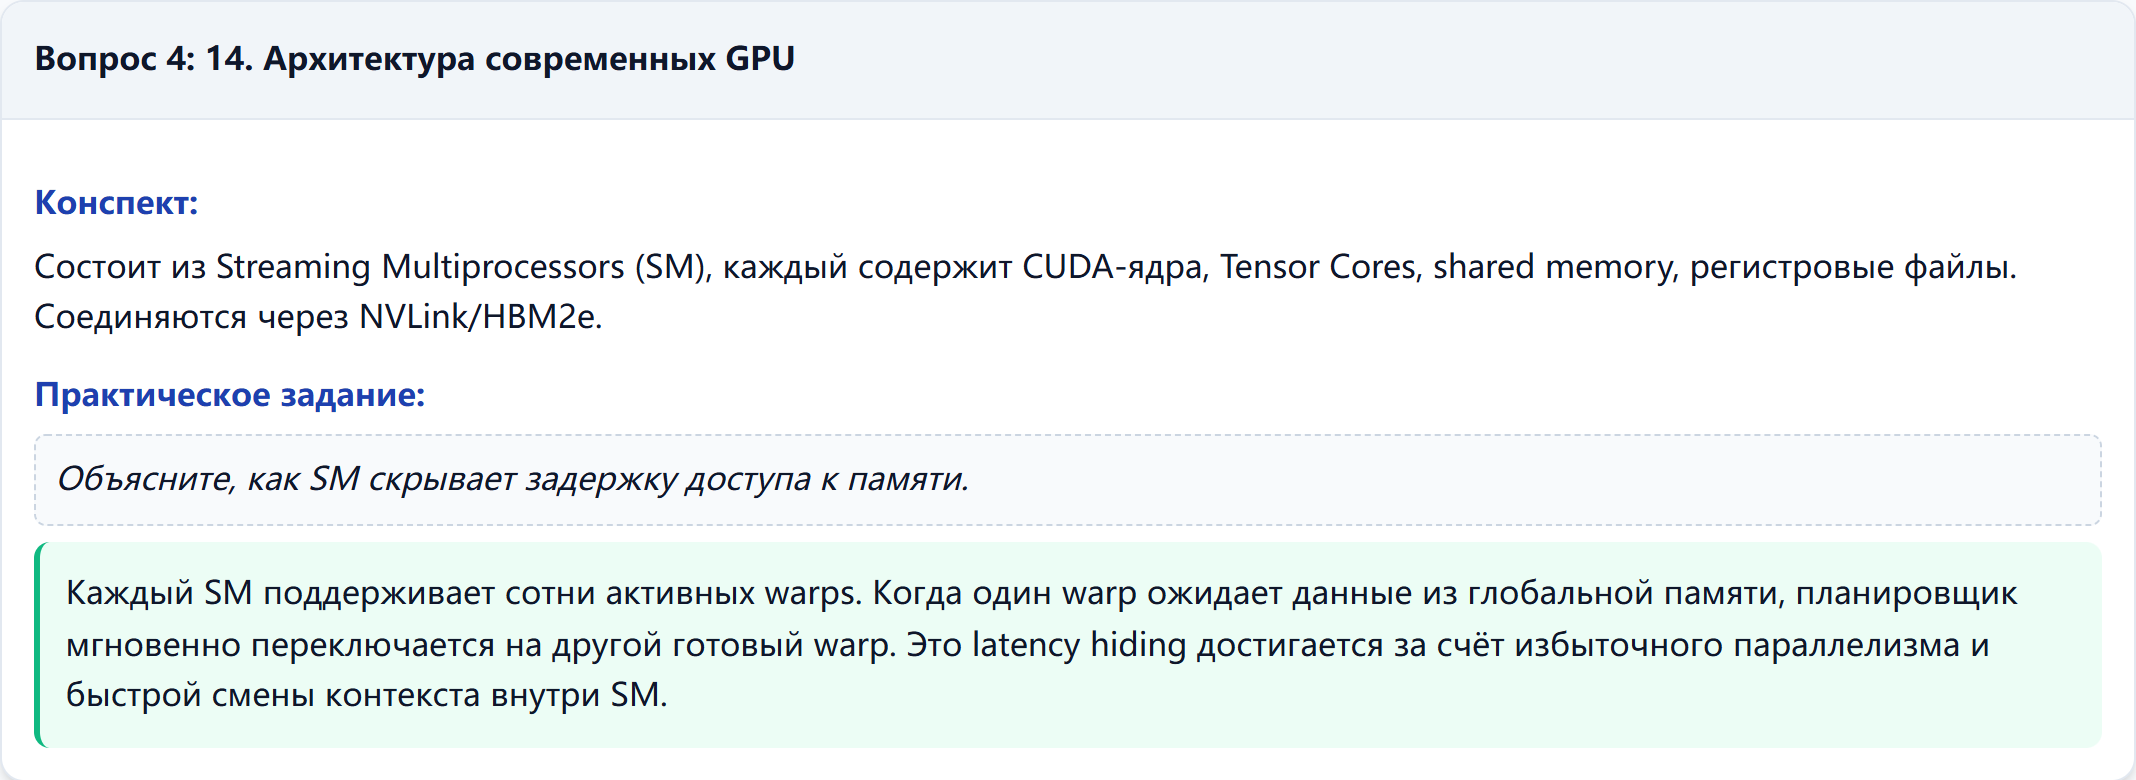 Вопрос 4: 14. Архитектура современных GPU
Конспект:
Состоит из Streaming Multiprocessors (SM), каждый содержит CUDA-ядра, Tensor Cores, shared memory, регистровые файлы.
Соединяются через NVLink/HBM2e.
Практическое задание:
Объясните, как SM скрывает задержку доступа к памяти.
Каждый SM поддерживает сотни активных warps. Когда один warp ожидает данные из глобальной памяти, планировщик
мгновенно переключается на другой готовый warp. Это latency hiding достигается за счёт избыточного параллелизма и
быстрой смены контекста внутри SM.